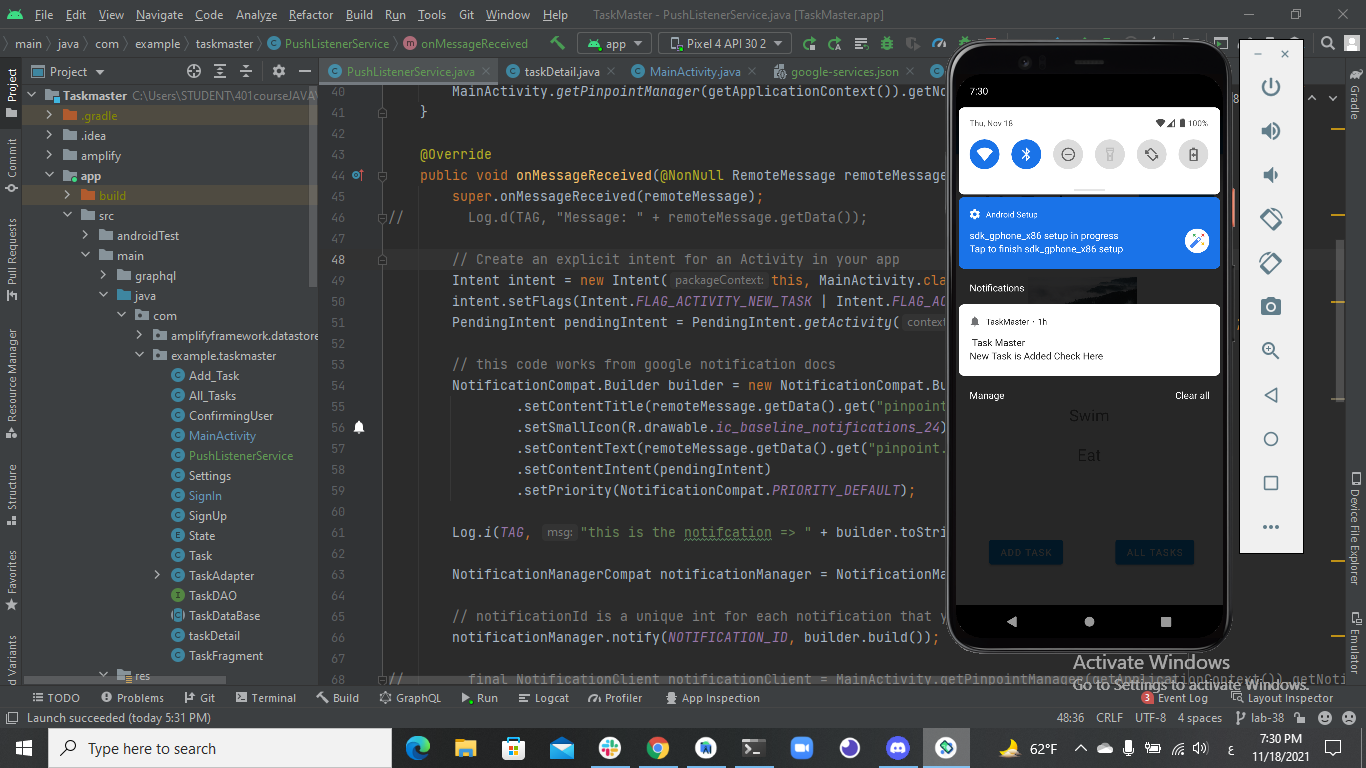 File Edit View Navigate Code Analyze Refactor Build Run Tools Git Window Help TaskMaster - PushListenerService.java [TaskMaster.app]
main java com example taskmaster PushListenerService onMessageReceived app Pixel 4 API 30 2
Project
PushListenerService.java taskDetail.java MainActivity.java google-services.json
Taskmaster C:\Users\STUDENT\401courseJAVA\
.gradle
.idea
amplify
app
build
src
androidTest
main
graphql
java
com
amplifyframework.datastore
example.taskmaster
Add_Task
All_Tasks
ConfirmingUser
MainActivity
PushListenerService
Settings
SignIn
SignUp
State
Task
TaskAdapter
TaskDAO
TaskDataBase
taskDetail
TaskFragment
res
Project
Commit
Pull Requests
Resource Manager
Structure
Favorites
d Variants
40 MainActivity.getPinpointManager(getApplicationContext()).getNo
41 }
42
43 @Override
44 public void onMessageReceived(@NonNull RemoteMessage remoteMessage
45 super.onMessageReceived(remoteMessage);
46 // Log.d(TAG, "Message: " + remoteMessage.getData());
47
48 // Create an explicit intent for an Activity in your app
49 Intent intent = new Intent( packageContext: this, MainActivity.cla
50 intent.setFlags(Intent.FLAG_ACTIVITY_NEW_TASK | Intent.FLAG_AC
51 PendingIntent pendingIntent = PendingIntent.getActivity( context
52
53 // this code works from google notification docs
54 NotificationCompat.Builder builder = new NotificationCompat.Bu
55 .setContentTitle(remoteMessage.getData().get("pinpoint
56 .setSmallIcon(R.drawable.ic_baseline_notifications_24)
57 .setContentText(remoteMessage.getData().get("pinpoint.
58 .setContentIntent(pendingIntent)
59 .setPriority(NotificationCompat.PRIORITY_DEFAULT);
60
61 Log.i(TAG, msg: "this is the notifcation => " + builder.toStri
62
63 NotificationManagerCompat notificationManager = NotificationMa
64
65 // notificationId is a unique int for each notification that y
66 notificationManager.notify(NOTIFICATION_ID, builder.build());
67
68 // final NotificationClient notificationClient = MainActivity.getPinpointManager(getApplicationContext()).getNoti
7:30
Thu, Nov 18 100%
Android Setup
sdk_gphone_x86 setup in progress
Tap to finish sdk_gphone_x86 setup
Notifications
TaskMaster • 1h
Task Master
New Task is Added Check Here
Manage Clear all
Swim
Eat
ADD TASK ALL TASKS
Gradle
Device File Explorer
Emulator
Activate Windows
Go to Settings to activate Windows.
TODO Problems Git Terminal Build GraphQL Run Logcat Profiler App Inspection 3 Event Log Layout Inspector
Launch succeeded (today 5:31 PM) 48:36 CRLF UTF-8 4 spaces lab-38
Type here to search 62°F ع 7:30 PM
11/18/2021